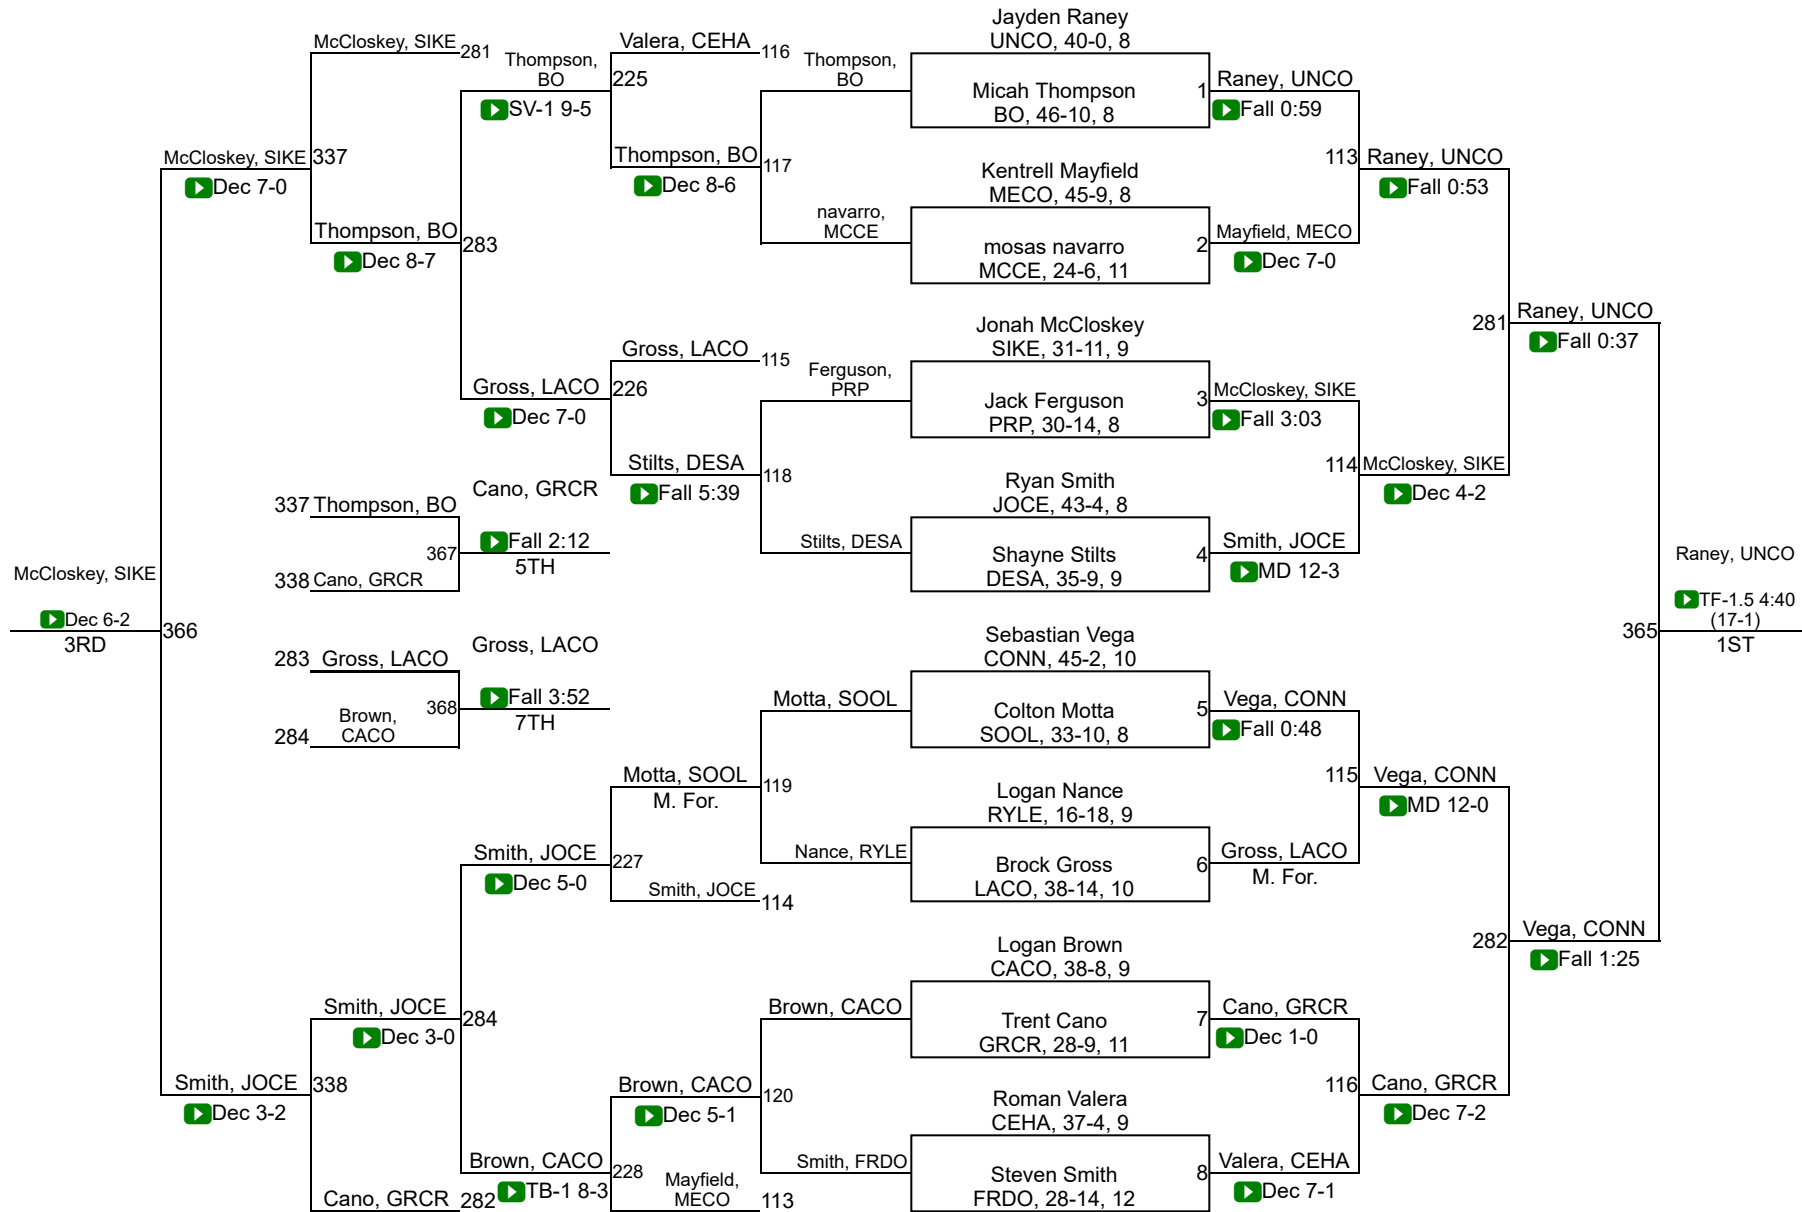 Jayden Raney
UNCO, 40-0, 8
Micah Thompson
BO, 46-10, 8
1
Kentrell Mayfield
MECO, 45-9, 8
mosas navarro
MCCE, 24-6, 11
2
Jonah McCloskey
SIKE, 31-11, 9
Jack Ferguson
PRP, 30-14, 8
3
Ryan Smith
JOCE, 43-4, 8
Shayne Stilts
DESA, 35-9, 9
4
Sebastian Vega
CONN, 45-2, 10
Colton Motta
SOOL, 33-10, 8
5
Logan Nance
RYLE, 16-18, 9
Brock Gross
LACO, 38-14, 10
6
Logan Brown
CACO, 38-8, 9
Trent Cano
GRCR, 28-9, 11
7
Roman Valera
CEHA, 37-4, 9
Steven Smith
FRDO, 28-14, 12
8
Raney, UNCO
Fall 0:59
113
Mayfield, MECO
Dec 7-0
McCloskey, SIKE
Fall 3:03
114
Smith, JOCE
MD 12-3
Vega, CONN
Fall 0:48
115
Gross, LACO
M. For.
Cano, GRCR
Dec 1-0
116
Valera, CEHA
Dec 7-1
Raney, UNCO
Fall 0:53
281
McCloskey, SIKE
Dec 4-2
Vega, CONN
MD 12-0
282
Cano, GRCR
Dec 7-2
Raney, UNCO
Fall 0:37
365
Vega, CONN
Fall 1:25
Raney, UNCO
TF-1.5 4:40
(17-1)
1ST
Thompson,
BO
117
navarro,
MCCE
Ferguson,
PRP
118
Stilts, DESA
Motta, SOOL
119
Nance, RYLE
Brown, CACO
120
Smith, FRDO
Valera, CEHA
116
225
Thompson, BO
Dec 8-6
Gross, LACO
115
226
Stilts, DESA
Fall 5:39
Motta, SOOL
M. For.
227
Smith, JOCE
114
Brown, CACO
Dec 5-1
228
Mayfield,
MECO
113
Thompson,
BO
SV-1 9-5
283
Gross, LACO
Dec 7-0
Smith, JOCE
Dec 5-0
284
Brown, CACO
TB-1 8-3
McCloskey, SIKE
281
337
Thompson, BO
Dec 8-7
Smith, JOCE
Dec 3-0
338
Cano, GRCR
282
McCloskey, SIKE
Dec 7-0
366
Smith, JOCE
Dec 3-2
McCloskey, SIKE
Dec 6-2
3RD
337
Thompson, BO
367
338
Cano, GRCR
Cano, GRCR
Fall 2:12
5TH
283
Gross, LACO
368
284
Brown,
CACO
Gross, LACO
Fall 3:52
7TH